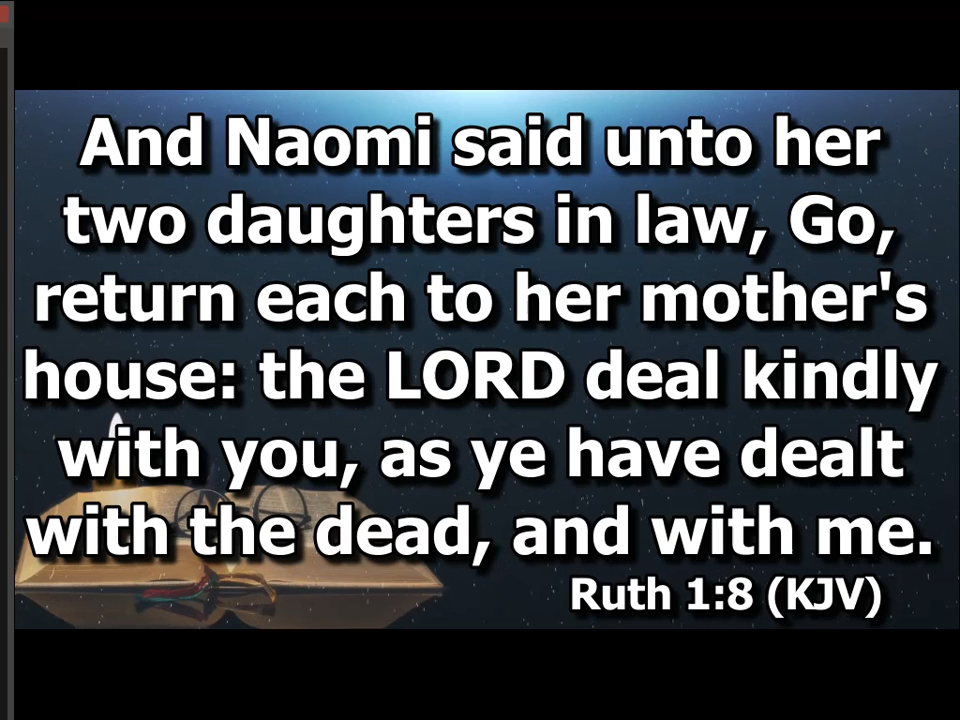 And Naomi said unto her
two daughters in law, Go,
return each to her mother's
house: the LORD deal kindly
with you, as ye have dealt
with the dead, and with me.
Ruth 1:8 (KJV)